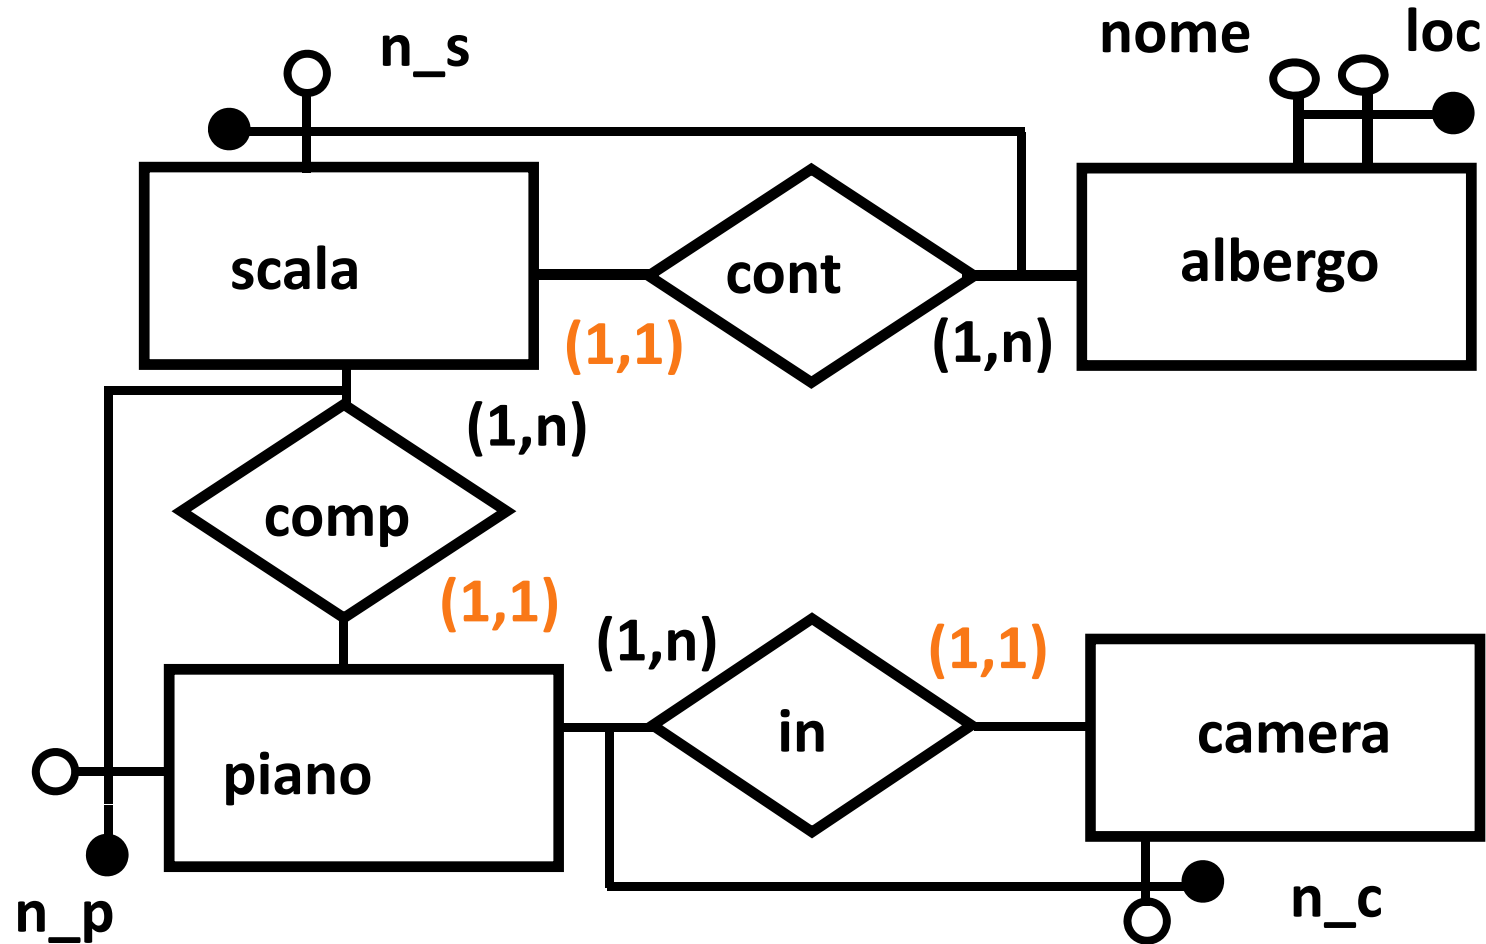 n_s
nome
loc
scala
cont
albergo
(1,1)
(1,n)
(1,n)
comp
(1,1)
(1,n)
(1,1)
in
camera
piano
n_p
n_c